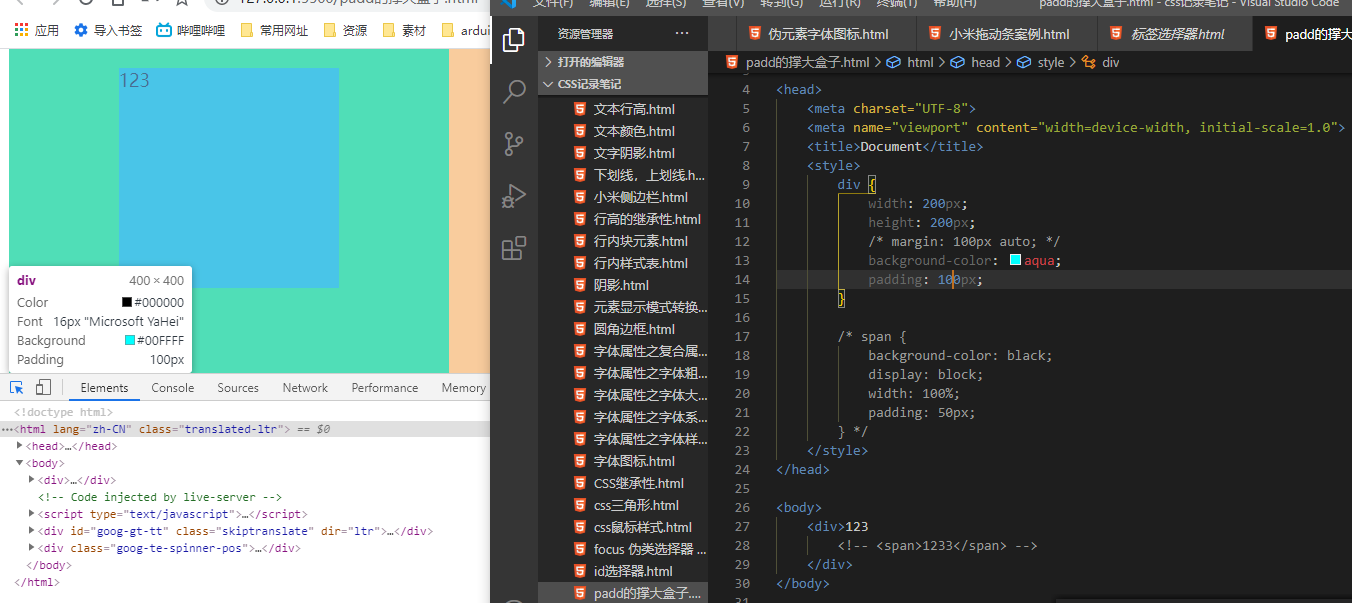 127.0.0.1:5500/padd的撑大盒子.html
应用 导入书签 哔哩哔哩 常用网址 资源 素材 ardui
123
div 400 × 400
Color #000000
Font 16px "Microsoft YaHei"
Background #00FFFF
Padding 100px
Elements Console Sources Network Performance Memory
<!doctype html>
<html lang="zh-CN" class="translated-ltr"> == $0
<head>…</head>
<body>
<div>…</div>
<!-- Code injected by live-server -->
<script type="text/javascript">…</script>
<div id="goog-gt-tt" class="skiptranslate" dir="ltr">…</div>
<div class="goog-te-spinner-pos">…</div>
</body>
</html>
文件(F) 编辑(E) 选择(S) 查看(V) 转到(G) 运行(R) 终端(T) 帮助(H) padd的撑大盒子.html - css记录笔记 - Visual Studio Code
资源管理器 ···
打开的编辑器
CSS记录笔记
文本行高.html
文本颜色.html
文字阴影.html
下划线，上划线.h...
小米侧边栏.html
行高的继承性.html
行内块元素.html
行内样式表.html
阴影.html
元素显示模式转换...
圆角边框.html
字体属性之复合属...
字体属性之字体粗...
字体属性之字体大...
字体属性之字体系...
字体属性之字体样...
字体图标.html
CSS继承性.html
css三角形.html
css鼠标样式.html
focus 伪类选择器 ...
id选择器.html
padd的撑大盒子....
伪元素字体图标.html 小米拖动条案例.html 标签选择器.html padd的撑大
padd的撑大盒子.html > html > head > style > div
4 <head>
5 <meta charset="UTF-8">
6 <meta name="viewport" content="width=device-width, initial-scale=1.0">
7 <title>Document</title>
8 <style>
9 div {
10 width: 200px;
11 height: 200px;
12 /* margin: 100px auto; */
13 background-color: aqua;
14 padding: 100px;
15 }
16
17 /* span {
18 background-color: black;
19 display: block;
20 width: 100%;
21 padding: 50px;
22 } */
23 </style>
24 </head>
25
26 <body>
27 <div>123
28 <!-- <span>1233</span> -->
29 </div>
30 </body>
31